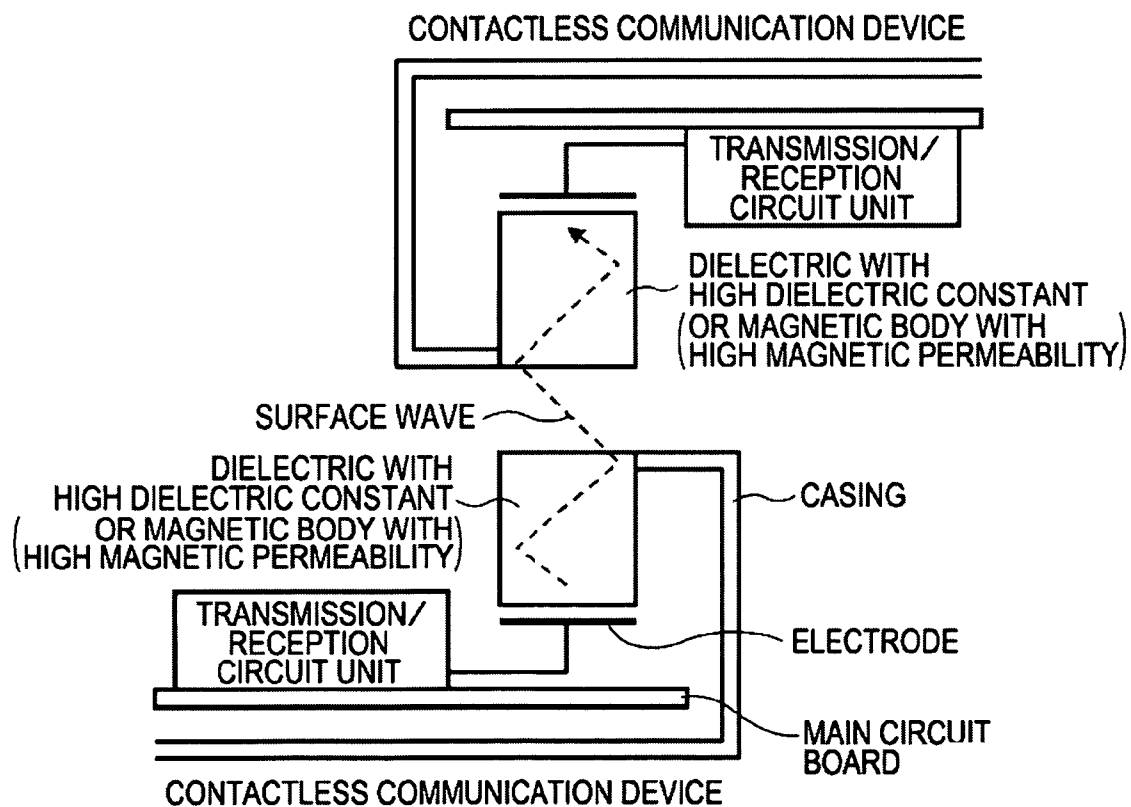 CONTACTLESS COMMUNICATION DEVICE
TRANSMISSION/
RECEPTION
CIRCUIT UNIT
DIELECTRIC WITH
HIGH DIELECTRIC CONSTANT
(OR MAGNETIC BODY WITH
HIGH MAGNETIC PERMEABILITY)
SURFACE WAVE
DIELECTRIC WITH
HIGH DIELECTRIC CONSTANT
(OR MAGNETIC BODY WITH
HIGH MAGNETIC PERMEABILITY)
CASING
TRANSMISSION/
RECEPTION
CIRCUIT UNIT
ELECTRODE
MAIN CIRCUIT
BOARD
CONTACTLESS COMMUNICATION DEVICE